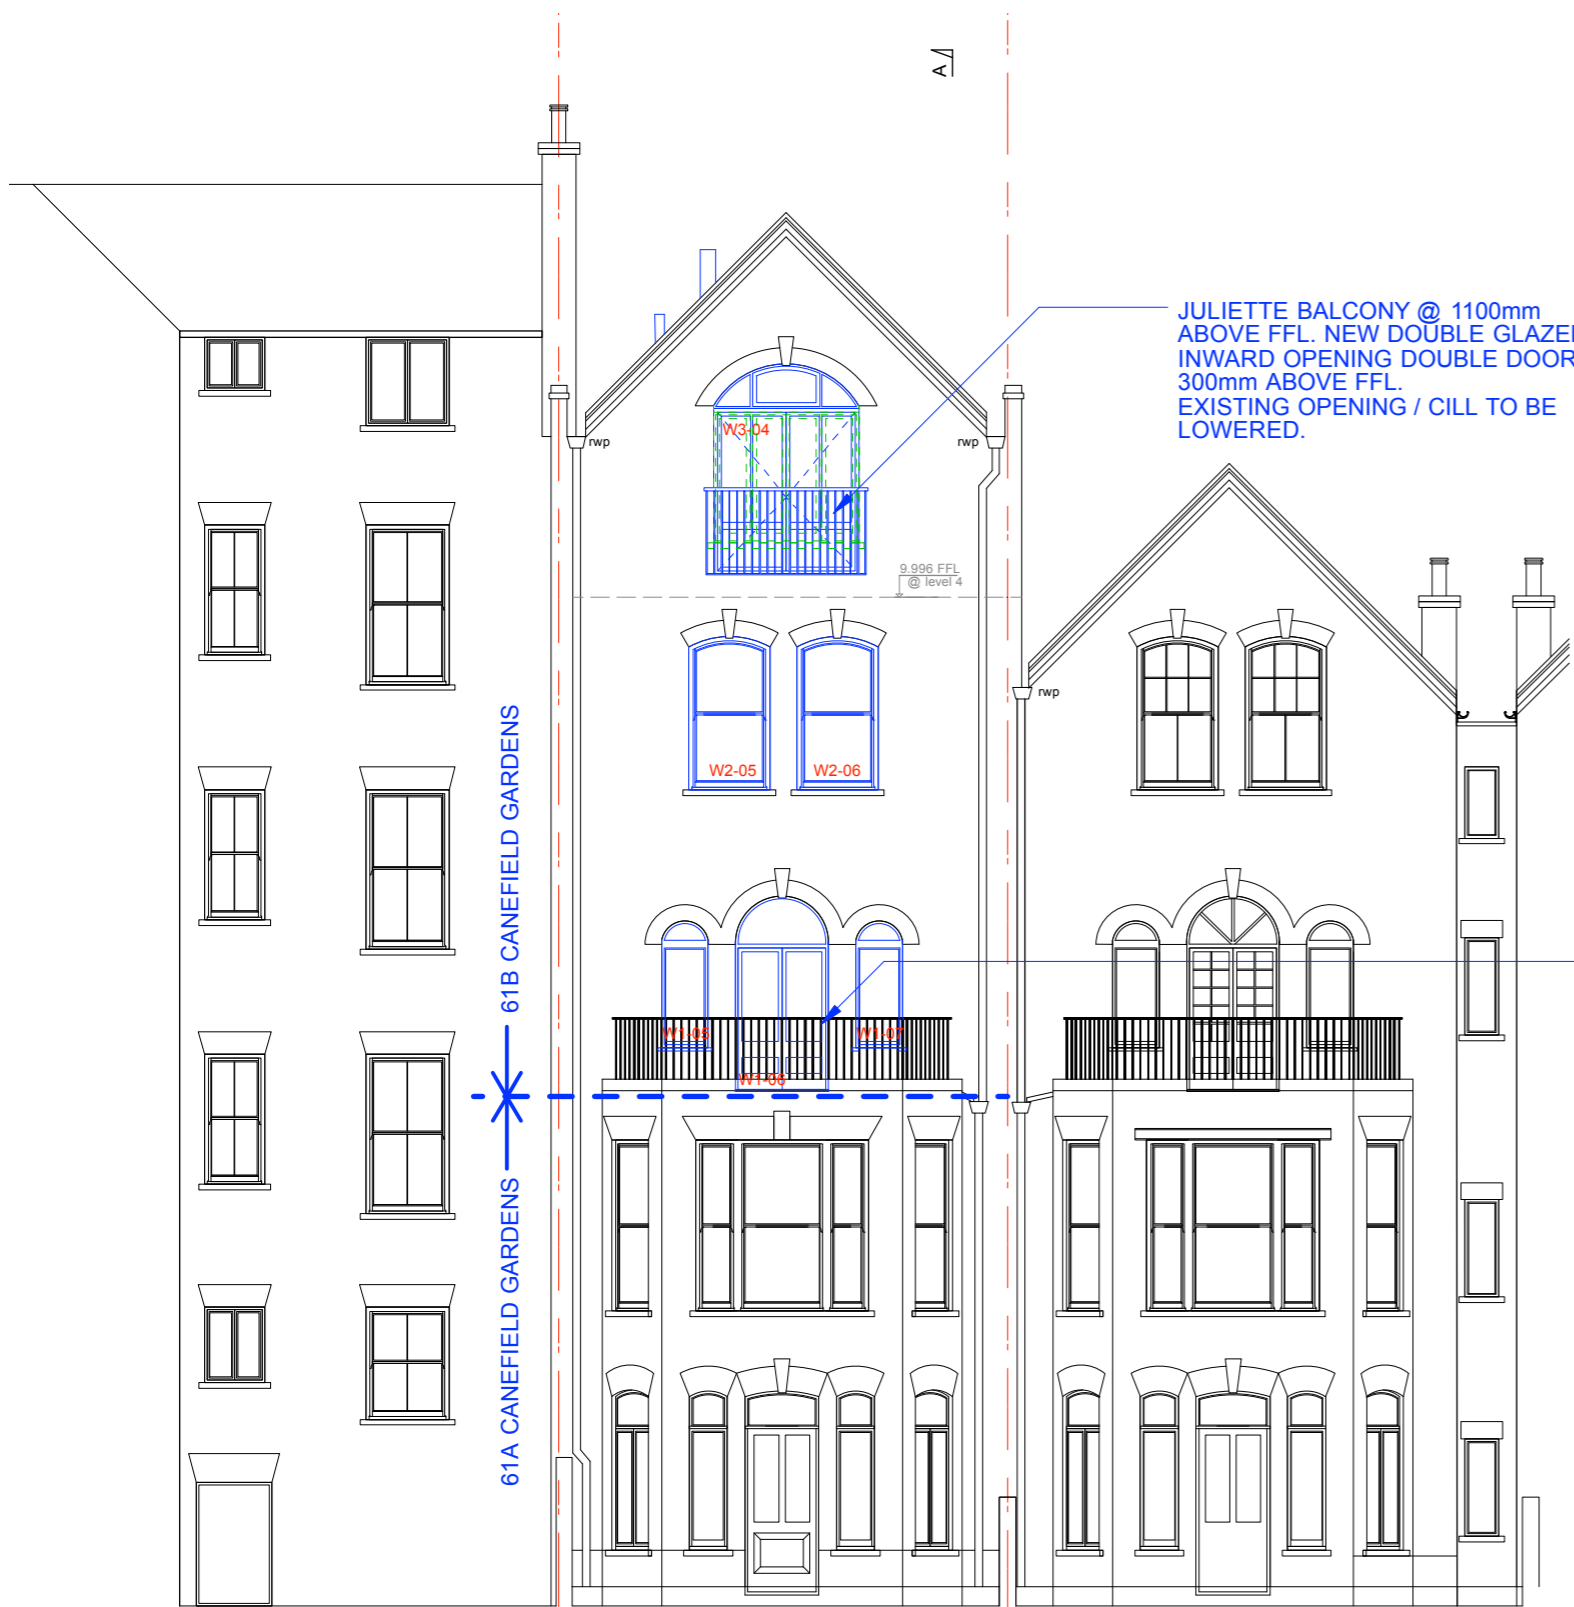 A
JULIETTE BALCONY @ 1100mm
ABOVE FFL. NEW DOUBLE GLAZE
INWARD OPENING DOUBLE DOOR
300mm ABOVE FFL.
EXISTING OPENING / CILL TO BE
LOWERED.
W3-04
rwp
rwp
9.996 FFL
@ level 4
rwp
W2-05
W2-06
61B CANEFIELD GARDENS
W1-05
W1-07
W1-06
61A CANEFIELD GARDENS